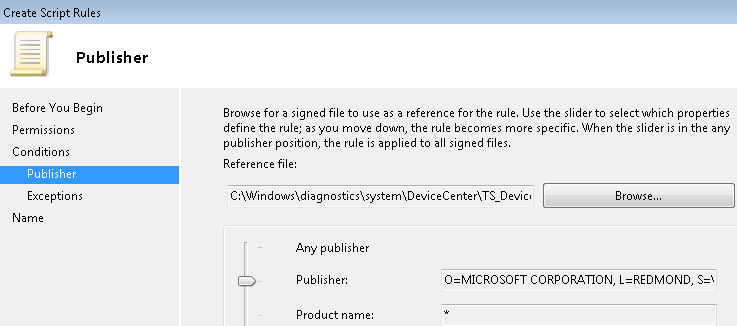 Create Script Rules
Publisher
Before You Begin
Permissions
Conditions
Publisher
Exceptions
Name
Browse for a signed file to use as a reference for the rule. Use the slider to select which properties
define the rule; as you move down, the rule becomes more specific. When the slider is in the any
publisher position, the rule is applied to all signed files.
Reference file:
C:\Windows\diagnostics\system\DeviceCenter\TS_Devic
Browse...
Any publisher
Publisher: O=MICROSOFT CORPORATION, L=REDMOND, S=
Product name: *